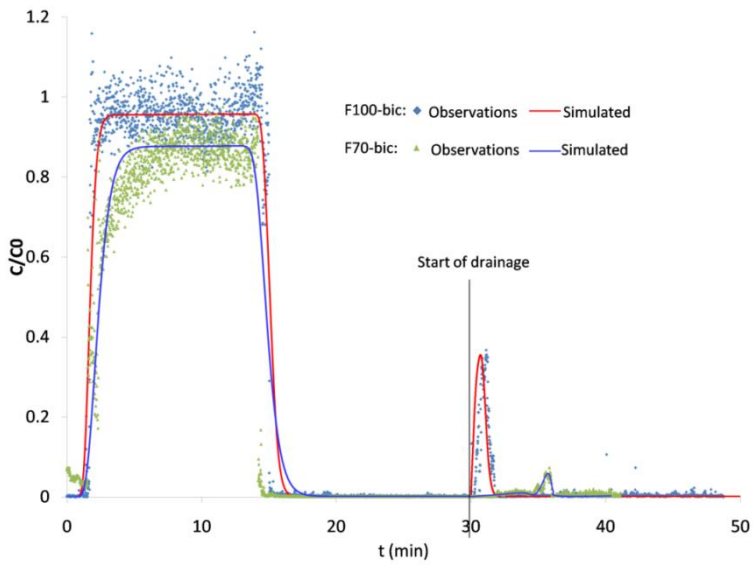 1.2
1
0.8
0.6
0.4
0.2
0
C/C0
F100-bic: Observations Simulated
F70-bic: Observations Simulated
Start of drainage
0 10 20 30 40 50
t (min)